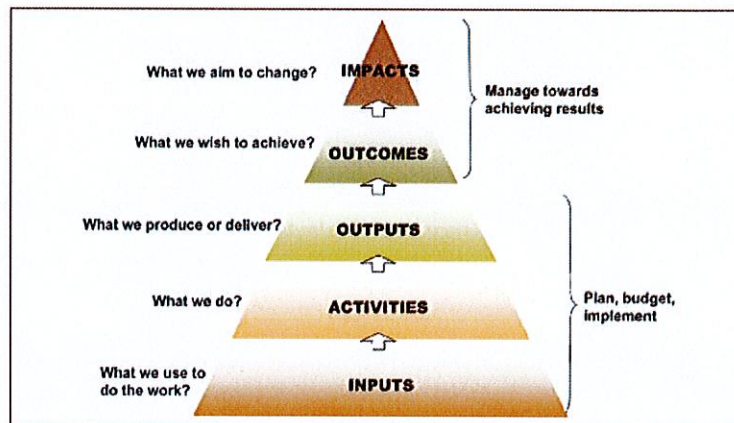 What we aim to change?
IMPACTS
Manage towards
achieving results
What we wish to achieve?
OUTCOMES
What we produce or deliver?
OUTPUTS
What we do?
ACTIVITIES
Plan, budget,
implement
What we use to
do the work?
INPUTS